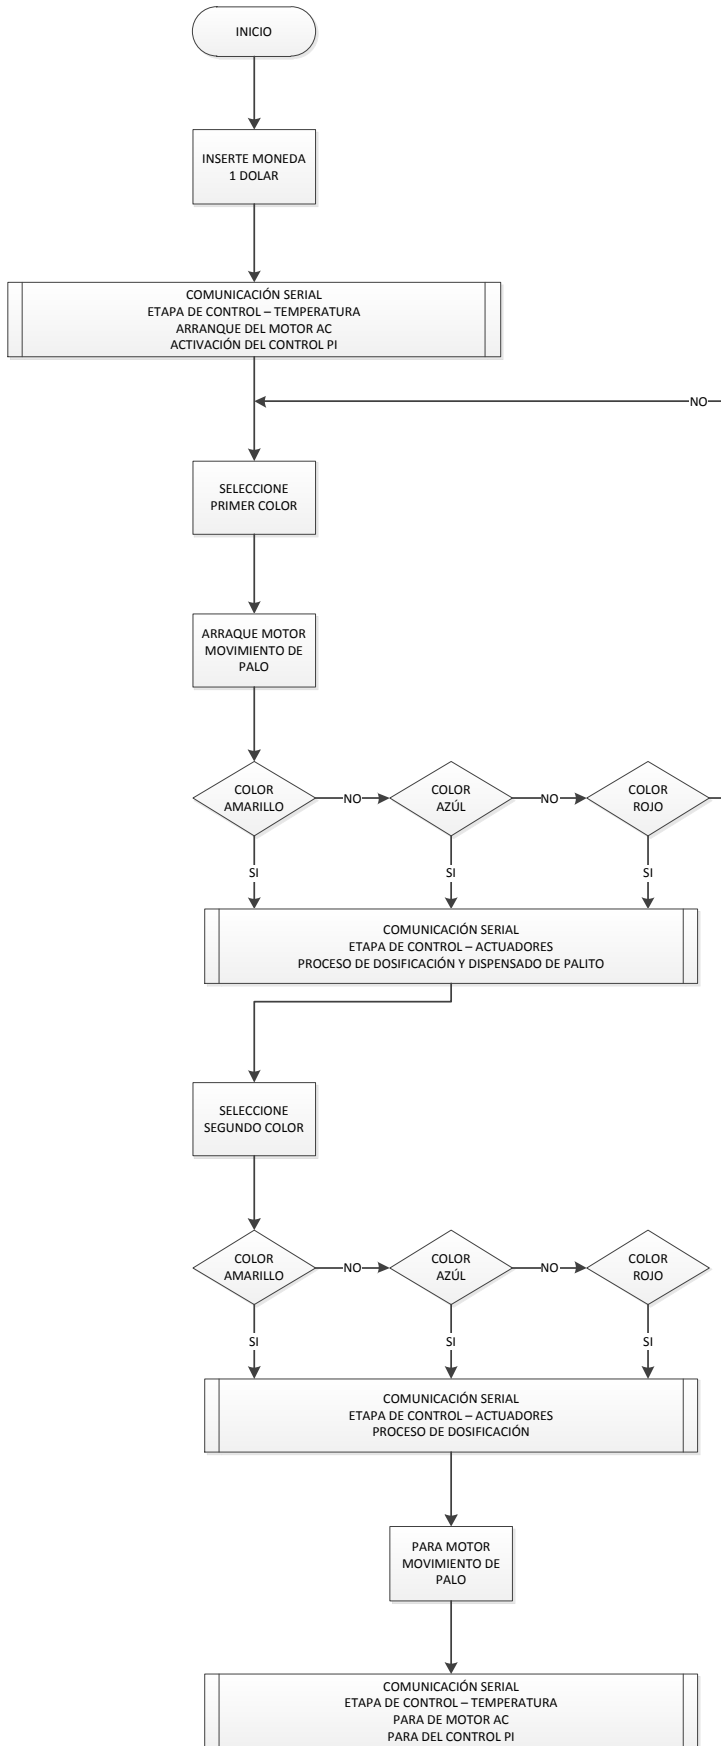 INICIO
INSERTE MONEDA
1 DOLAR
COMUNICACIÓN SERIAL
ETAPA DE CONTROL – TEMPERATURA
ARRANQUE DEL MOTOR AC
ACTIVACIÓN DEL CONTROL PI
NO
SELECCIONE
PRIMER COLOR
ARRAQUE MOTOR
MOVIMIENTO DE
PALO
COLOR
AMARILLO
NO
COLOR
AZÚL
NO
COLOR
ROJO
SI
SI
SI
COMUNICACIÓN SERIAL
ETAPA DE CONTROL – ACTUADORES
PROCESO DE DOSIFICACIÓN Y DISPENSADO DE PALITO
SELECCIONE
SEGUNDO COLOR
COLOR
AMARILLO
NO
COLOR
AZÚL
NO
COLOR
ROJO
SI
SI
SI
COMUNICACIÓN SERIAL
ETAPA DE CONTROL – ACTUADORES
PROCESO DE DOSIFICACIÓN
PARA MOTOR
MOVIMIENTO DE
PALO
COMUNICACIÓN SERIAL
ETAPA DE CONTROL – TEMPERATURA
PARA DE MOTOR AC
PARA DEL CONTROL PI